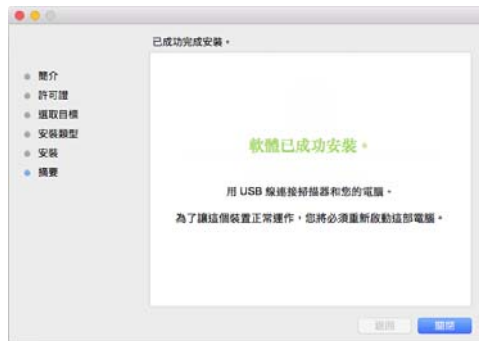 已成功完成安裝。
簡介
許可證
選取目標
安裝類型
安裝
摘要
軟體已成功安裝。
用 USB 線連接掃描器和您的電腦。
為了讓這個裝置正常運作，您將必須重新啟動這部電腦。
返回
關閉